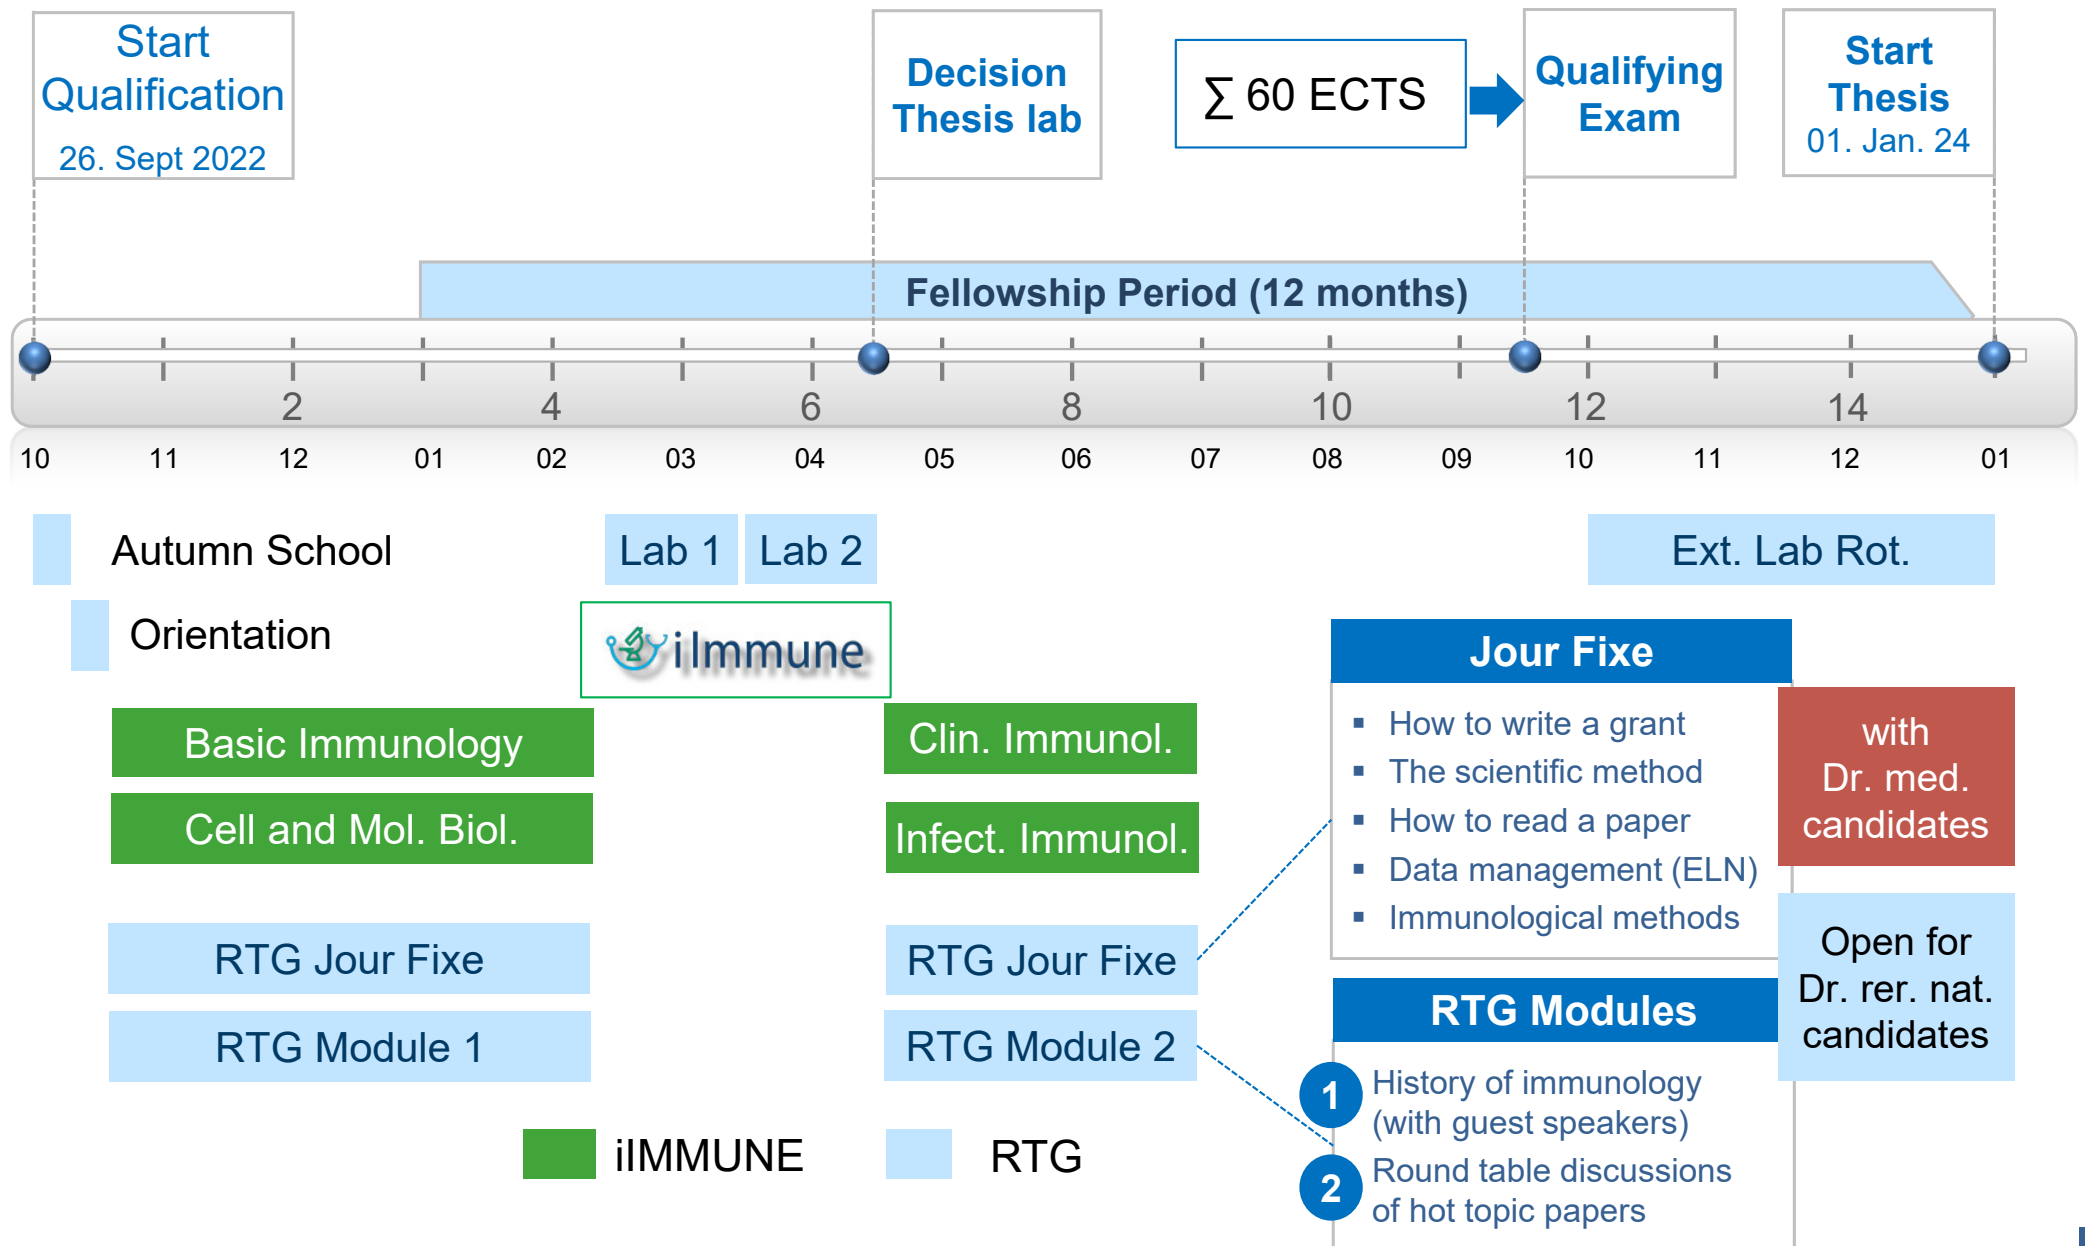 Start
Qualification
26. Sept 2022
Decision
Thesis lab
∑ 60 ECTS
Qualifying
Exam
Start
Thesis
01. Jan. 24
Fellowship Period (12 months)
2 4 6 8 10 12 14
10 11 12 01 02 03 04 05 06 07 08 09 10 11 12 01
Autumn School
Lab 1 Lab 2
Ext. Lab Rot.
Orientation
iImmune
Basic Immunology
Cell and Mol. Biol.
Clin. Immunol.
Infect. Immunol.
RTG Jour Fixe
RTG Module 1
RTG Jour Fixe
RTG Module 2
iIMMUNE
RTG
Jour Fixe
▪ How to write a grant
▪ The scientific method
▪ How to read a paper
▪ Data management (ELN)
▪ Immunological methods
with
Dr. med.
candidates
Open for
Dr. rer. nat.
candidates
RTG Modules
1 History of immunology
(with guest speakers)
2 Round table discussions
of hot topic papers